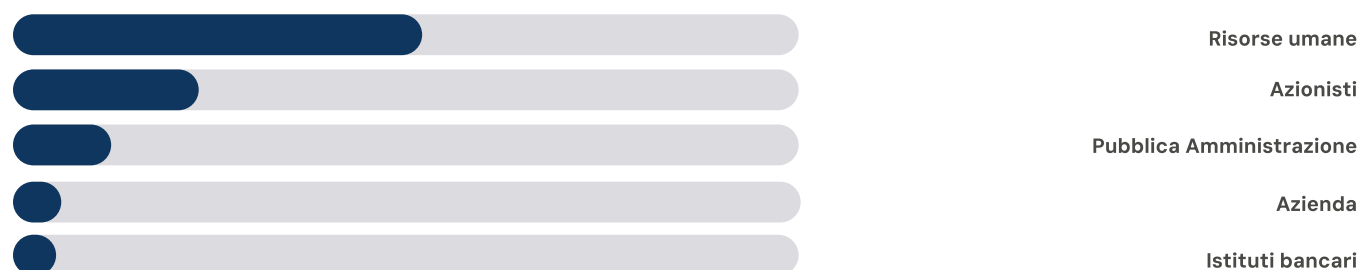 Risorse umane
Azionisti
Pubblica Amministrazione
Azienda
Istituti bancari